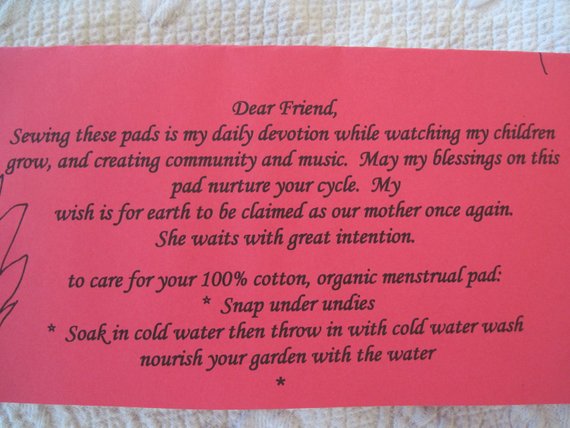 Dear Friend,
Sewing these pads is my daily devotion while watching my children
grow, and creating community and music. May my blessings on this
pad nurture your cycle. My
wish is for earth to be claimed as our mother once again.
She waits with great intention.
to care for your 100% cotton, organic menstrual pad:
* Snap under undies
* Soak in cold water then throw in with cold water wash
nourish your garden with the water
*